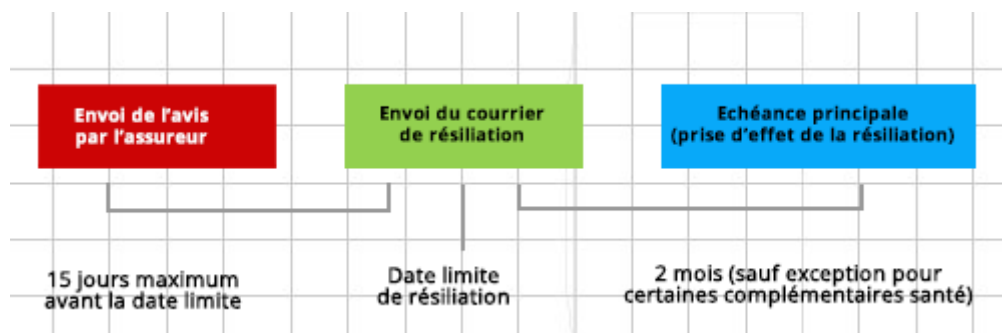 Envoi de l'avis
par l'assureur
Envoi du courrier
de résiliation
Echéance principale
(prise d'effet de la résiliation)
15 jours maximum
avant la date limite
Date limite
de résiliation
2 mois (sauf exception pour
certaines complémentaires santé)